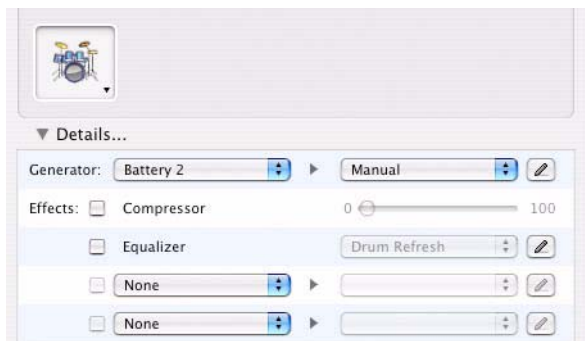 Details...
Generator: Battery 2 Manual
Effects: Compressor 0 100
Equalizer Drum Refresh
None
None